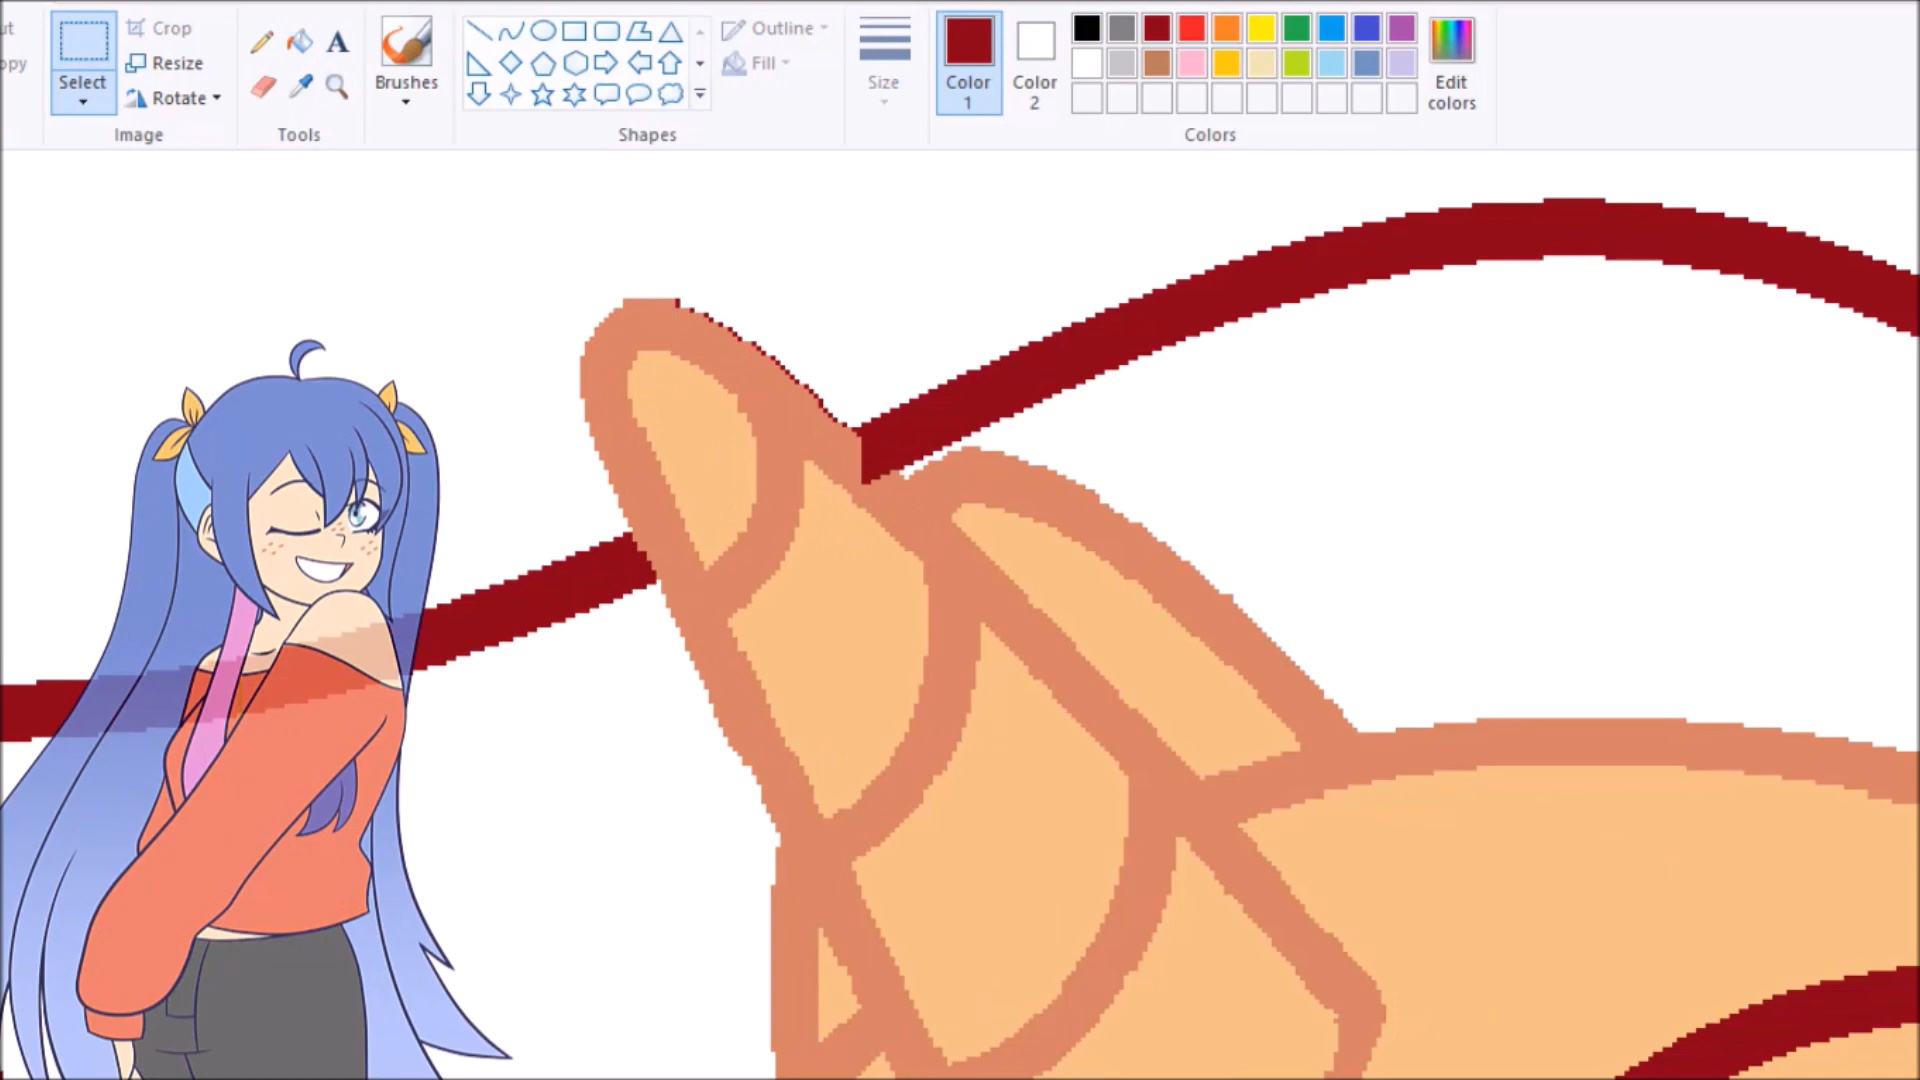 ut
Crop
opy
Select
Resize
Rotate
Image
A
Tools
Brushes
Shapes
Outline
Fill
Size
Color
1
Color
2
Colors
Edit
colors